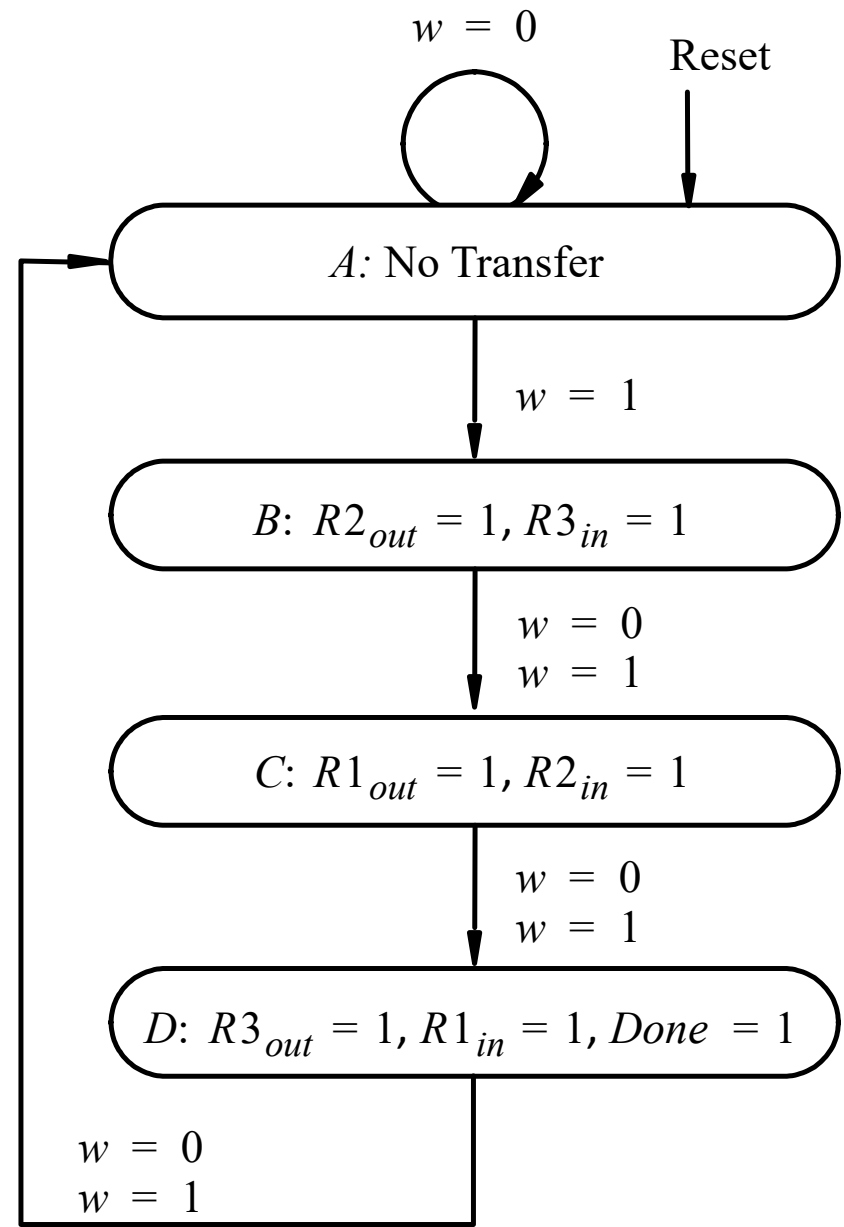 w = 0
Reset
A: No Transfer
w = 1
B: R2out = 1, R3in = 1
w = 0
w = 1
C: R1out = 1, R2in = 1
w = 0
w = 1
D: R3out = 1, R1in = 1, Done = 1
w = 0
w = 1